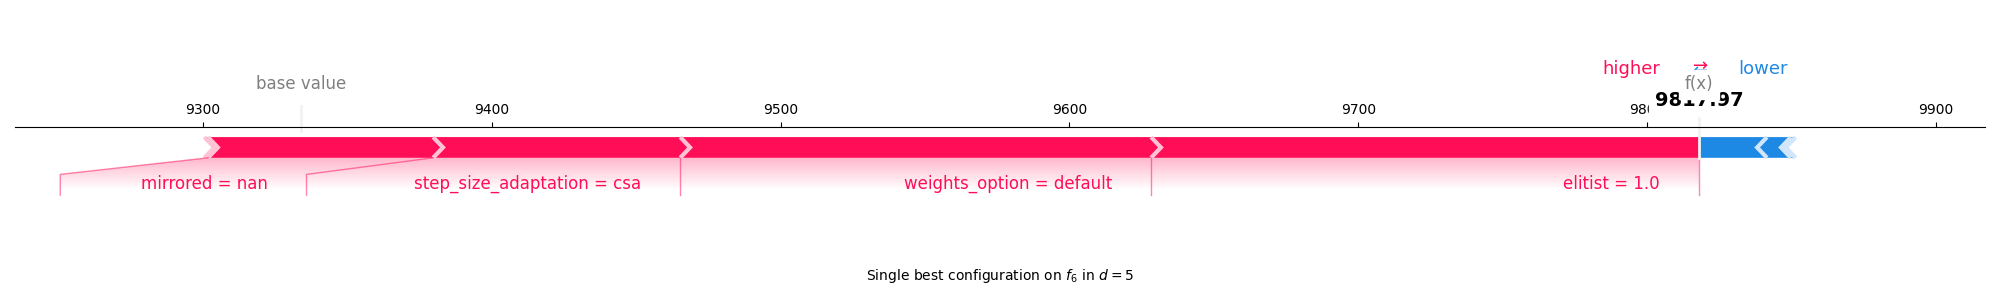 higher ⇄ lower
base value f(x)
9300 9400 9500 9600 9700 980 9817.97 9900
mirrored = nan step_size_adaptation = csa weights_option = default elitist = 1.0
Single best configuration on f₆ in d = 5